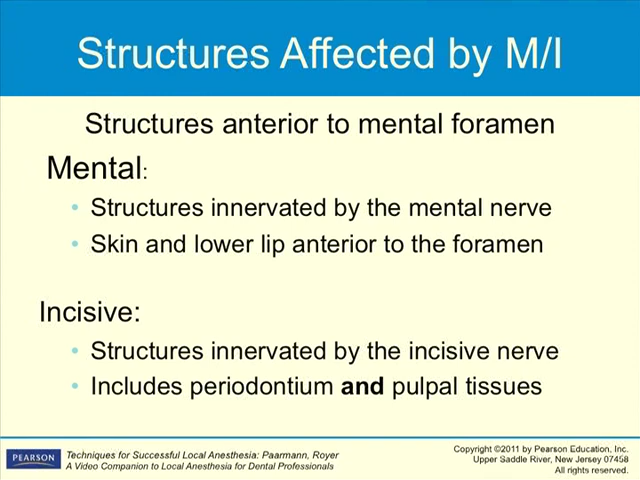 Structures Affected by M/I
Structures anterior to mental foramen
Mental:
• Structures innervated by the mental nerve
• Skin and lower lip anterior to the foramen
Incisive:
• Structures innervated by the incisive nerve
• Includes periodontium and pulpal tissues
PEARSON
Techniques for Successful Local Anesthesia: Paarmann, Royer
A Video Companion to Local Anesthesia for Dental Professionals
Copyright ©2011 by Pearson Education, Inc.
Upper Saddle River, New Jersey 07458
All rights reserved.